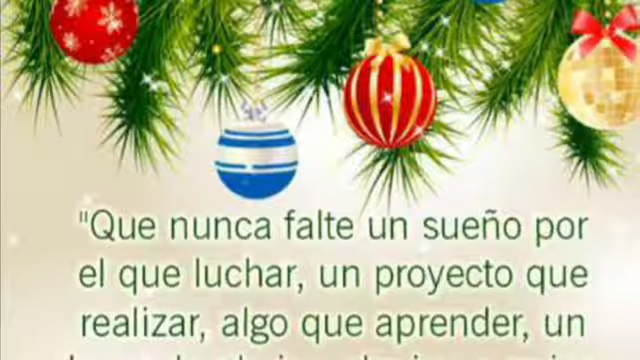 "Que nunca falte un sueño por
el que luchar, un proyecto que
realizar, algo que aprender, un